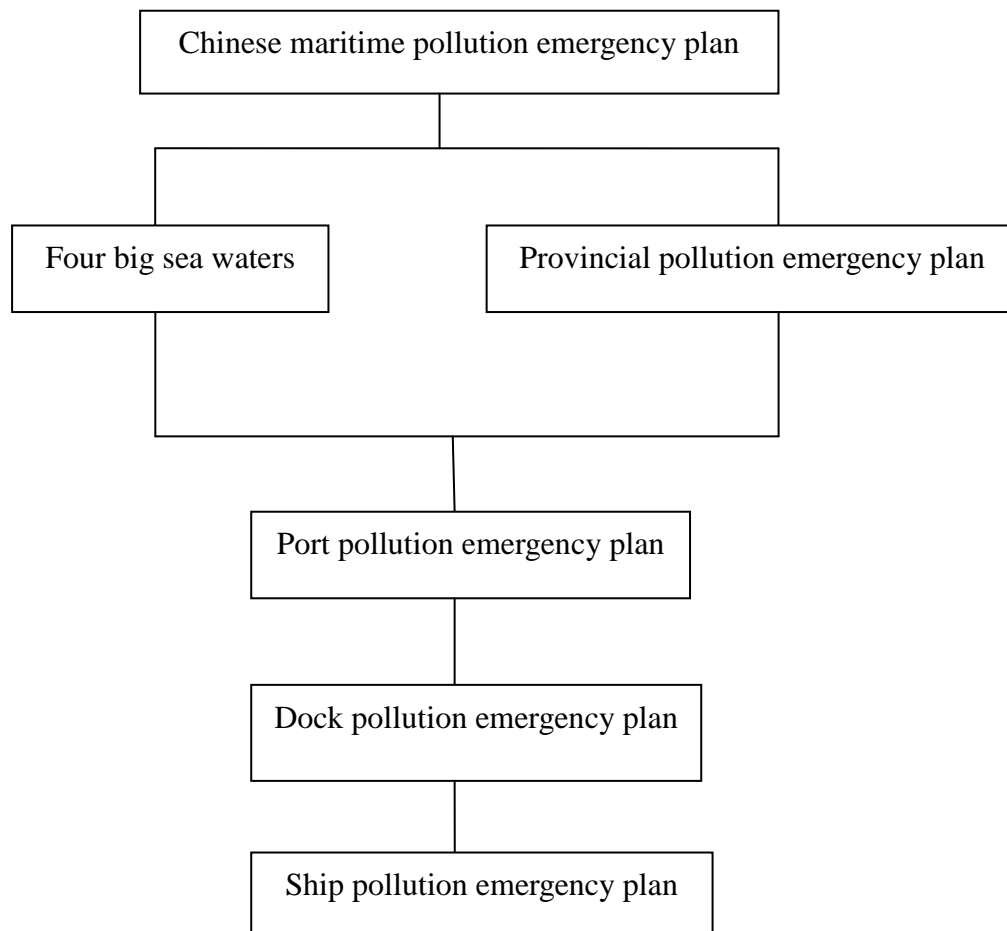 Chinese maritime pollution emergency plan
Four big sea waters
Provincial pollution emergency plan
Port pollution emergency plan
Dock pollution emergency plan
Ship pollution emergency plan